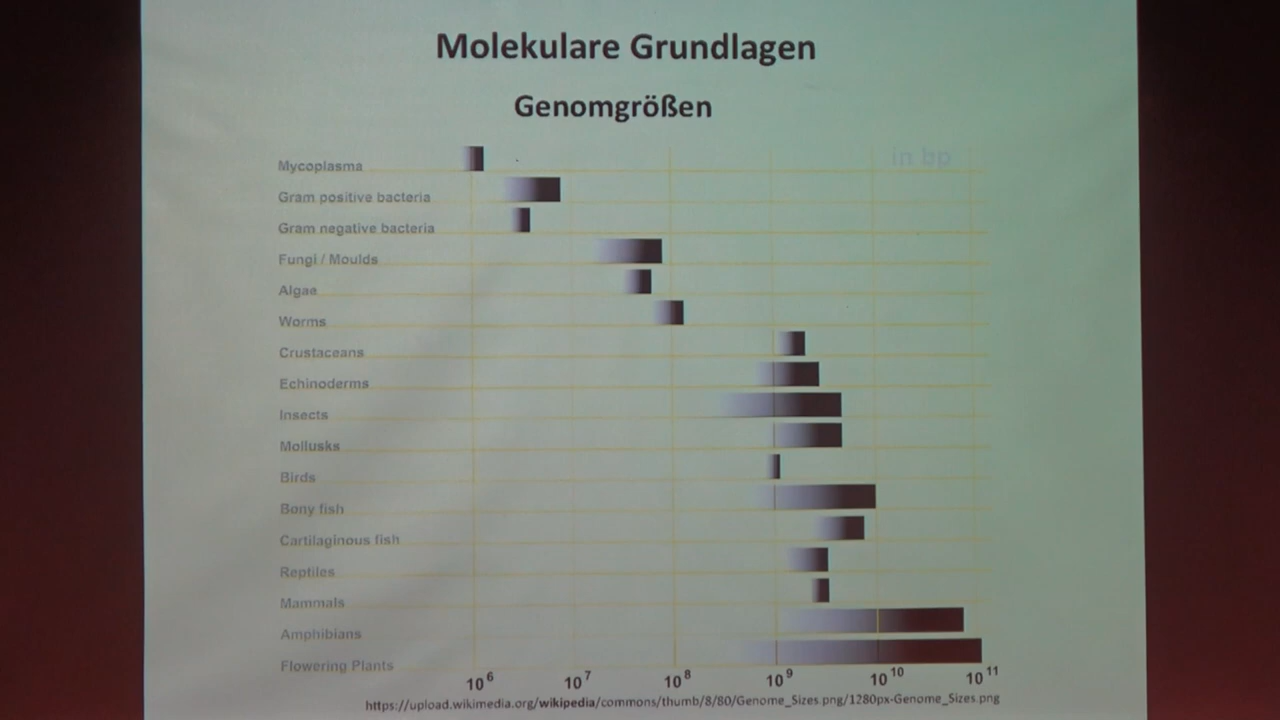 Molekulare Grundlagen
Genomgrößen
in bp
Mycoplasma
Gram positive bacteria
Gram negative bacteria
Fungi / Moulds
Algae
Worms
Crustaceans
Echinoderms
Insects
Mollusks
Birds
Bony fish
Cartilaginous fish
Reptiles
Mammals
Amphibians
Flowering Plants
10⁶ 10⁷ 10⁸ 10⁹ 10¹⁰ 10¹¹
https://upload.wikimedia.org/wikipedia/commons/thumb/8/80/Genome_Sizes.png/1280px-Genome_Sizes.png